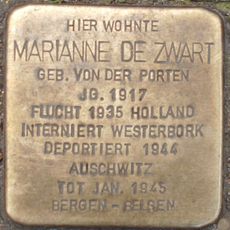 HIER WOHNTE
MARIANNE DE ZWART
GEB. VON DER PORTEN
JG. 1917
FLUCHT 1935 HOLLAND
INTERNIERT WESTERBORK
DEPORTIERT 1944
AUSCHWITZ
TOT JAN. 1945
BERGEN-BELSEN